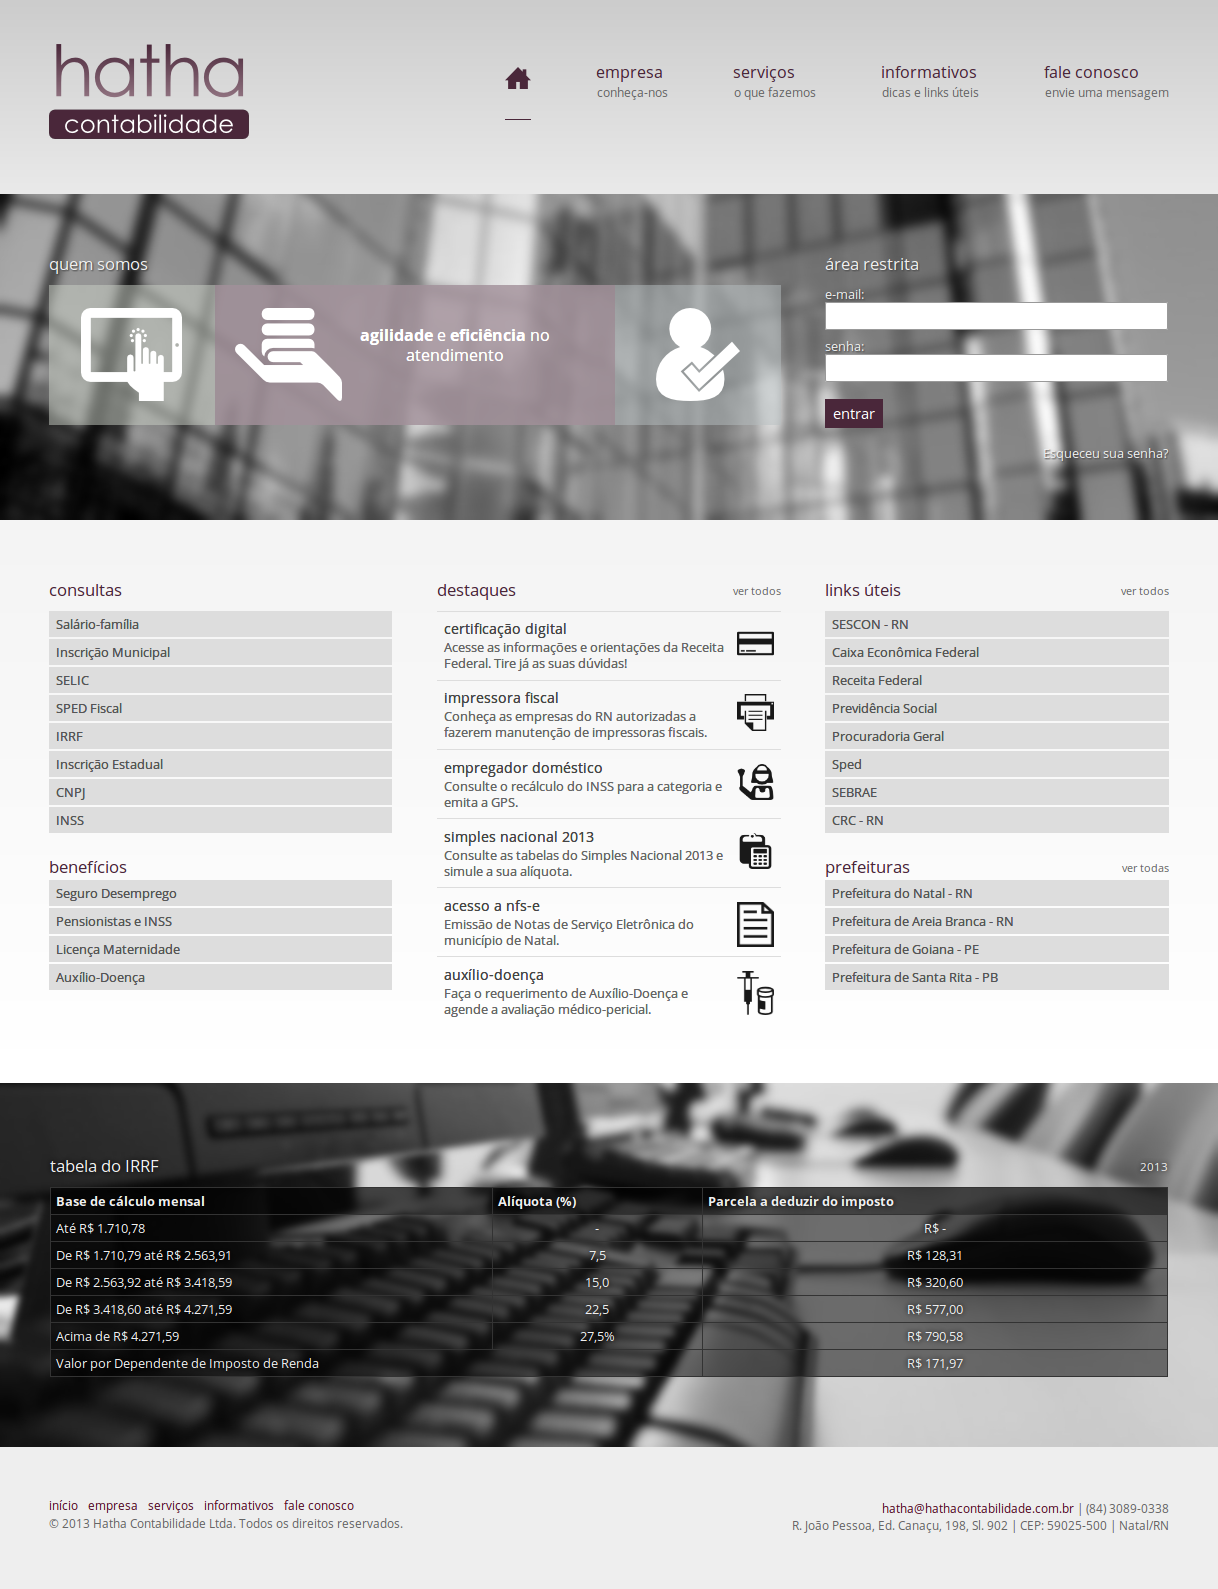 hatha
contabilidade
empresa
conheça-nos
serviços
o que fazemos
informativos
dicas e links úteis
fale conosco
envie uma mensagem
quem somos
agilidade e eficiência no
atendimento
área restrita
e-mail:
senha:
entrar
Esqueceu sua senha?
consultas
Salário-família
Inscrição Municipal
SELIC
SPED Fiscal
IRRF
Inscrição Estadual
CNPJ
INSS
benefícios
Seguro Desemprego
Pensionistas e INSS
Licença Maternidade
Auxílio-Doença
destaques ver todos
certificação digital
Acesse as informações e orientações da Receita
Federal. Tire já as suas dúvidas!
impressora fiscal
Conheça as empresas do RN autorizadas a
fazerem manutenção de impressoras fiscais.
empregador doméstico
Consulte o recálculo do INSS para a categoria e
emita a GPS.
simples nacional 2013
Consulte as tabelas do Simples Nacional 2013 e
simule a sua alíquota.
acesso a nfs-e
Emissão de Notas de Serviço Eletrônica do
município de Natal.
auxílio-doença
Faça o requerimento de Auxílio-Doença e
agende a avaliação médico-pericial.
links úteis ver todos
SESCON - RN
Caixa Econômica Federal
Receita Federal
Previdência Social
Procuradoria Geral
Sped
SEBRAE
CRC - RN
prefeituras ver todas
Prefeitura do Natal - RN
Prefeitura de Areia Branca - RN
Prefeitura de Goiana - PE
Prefeitura de Santa Rita - PB
tabela do IRRF 2013
Base de cálculo mensal Alíquota (%) Parcela a deduzir do imposto
Até R$ 1.710,78 - R$ -
De R$ 1.710,79 até R$ 2.563,91 7,5 R$ 128,31
De R$ 2.563,92 até R$ 3.418,59 15,0 R$ 320,60
De R$ 3.418,60 até R$ 4.271,59 22,5 R$ 577,00
Acima de R$ 4.271,59 27,5% R$ 790,58
Valor por Dependente de Imposto de Renda R$ 171,97
início empresa serviços informativos fale conosco
© 2013 Hatha Contabilidade Ltda. Todos os direitos reservados.
hatha@hathacontabilidade.com.br | (84) 3089-0338
R. João Pessoa, Ed. Canaçu, 198, Sl. 902 | CEP: 59025-500 | Natal/RN